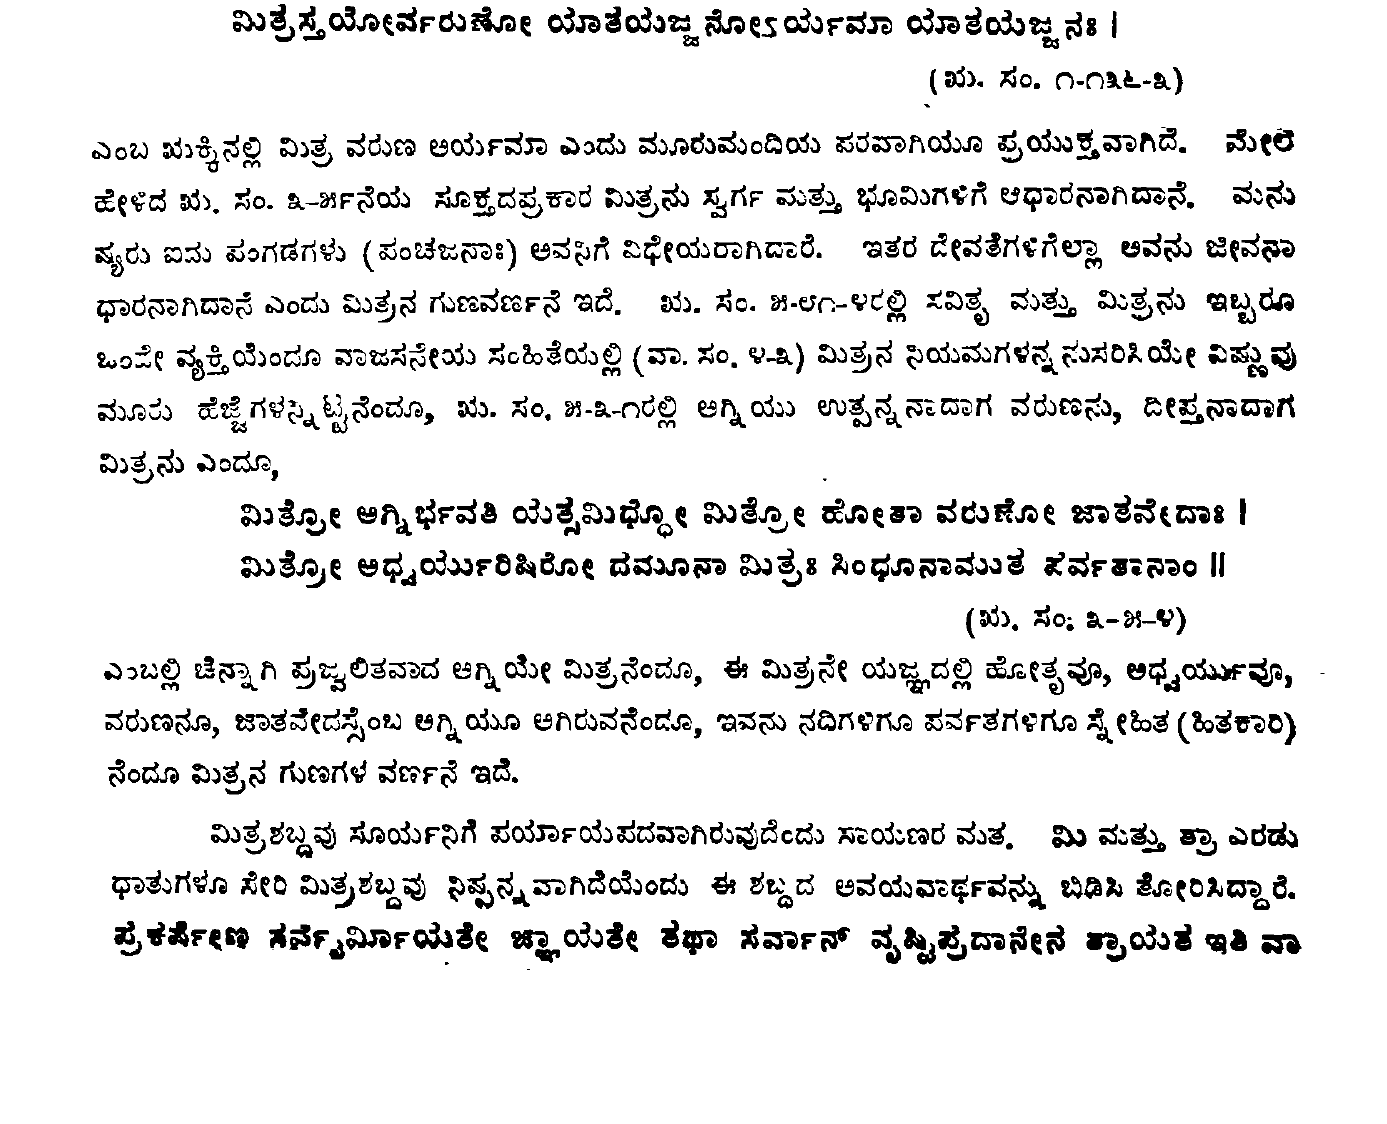 ಮಿತ್ರಸ್ತಯೋರ್ವರುಣೋ ಯಾತಯಜ್ಜನೋಽರ್ಯಮಾ ಯಾತಯಜ್ಜನಃ |
(ಋ. ಸಂ. ೧-೧೩೬-೩)
ಎಂಬ ಋಕ್ಕಿನಲ್ಲಿ ಮಿತ್ರ ವರುಣ ಅರ್ಯಮಾ ಎಂದು ಮೂರುಮಂದಿಯ ಪರವಾಗಿಯೂ ಪ್ರಯುಕ್ತವಾಗಿದೆ. ಮೇಲೆ
ಹೇಳಿದ ಋ. ಸಂ. ೩-೫೯ನೆಯ ಸೂಕ್ತದಪ್ರಕಾರ ಮಿತ್ರನು ಸ್ವರ್ಗ ಮತ್ತು ಭೂಮಿಗಳಿಗೆ ಆಧಾರನಾಗಿದಾನೆ. ಮನು
ಷ್ಯರು ಐದು ಪಂಗಡಗಳು (ಪಂಚಜನಾಃ) ಅವನಿಗೆ ವಿಧೇಯರಾಗಿದಾರೆ. ಇತರ ದೇವತೆಗಳಿಗೆಲ್ಲಾ ಅವನು ಜೀವನಾ
ಧಾರನಾಗಿದಾನೆ ಎಂದು ಮಿತ್ರನ ಗುಣವರ್ಣನೆ ಇದೆ. ಋ. ಸಂ. ೫-೮೧-೪ರಲ್ಲಿ ಸವಿತೃ ಮತ್ತು ಮಿತ್ರನು ಇಬ್ಬರೂ
ಒಂದೇ ವ್ಯಕ್ತಿಯೆಂದೂ ವಾಜಸನೇಯ ಸಂಹಿತೆಯಲ್ಲಿ (ವಾ. ಸಂ. ೪-೩) ಮಿತ್ರನ ನಿಯಮಗಳನ್ನನುಸರಿಸಿಯೇ ವಿಷ್ಣುವು
ಮೂರು ಹೆಜ್ಜೆಗಳನ್ನಿಟ್ಟನೆಂದೂ, ಋ. ಸಂ. ೫-೩-೧ರಲ್ಲಿ ಅಗ್ನಿಯು ಉತ್ಪನ್ನನಾದಾಗ ವರುಣನು, ದೀಪ್ತನಾದಾಗ
ಮಿತ್ರನು ಎಂದೂ,
ಮಿತ್ರೋ ಅಗ್ನಿರ್ಭವತಿ ಯತ್ಸಮಿಧ್ಧೋ ಮಿತ್ರೋ ಹೋತಾ ವರುಣೋ ಜಾತವೇದಾಃ |
ಮಿತ್ರೋ ಅಧ್ವರ್ಯುರಿಷಿರೋ ದಮೂನಾ ಮಿತ್ರಃ ಸಿಂಧೂನಾಮುತ ಪರ್ವತಾನಾಂ ||
(ಋ. ಸಂ. ೩-೫-೪)
ಎಂಬಲ್ಲಿ ಚೆನ್ನಾಗಿ ಪ್ರಜ್ವಲಿತವಾದ ಅಗ್ನಿಯೇ ಮಿತ್ರನೆಂದೂ, ಈ ಮಿತ್ರನೇ ಯಜ್ಞದಲ್ಲಿ ಹೋತೃವೂ, ಅಧ್ವರ್ಯುವೂ,
ವರುಣನೂ, ಜಾತವೇದಸ್ಸೆಂಬ ಅಗ್ನಿಯೂ ಆಗಿರುವನೆಂದೂ, ಇವನು ನದಿಗಳಿಗೂ ಪರ್ವತಗಳಿಗೂ ಸ್ನೇಹಿತ (ಹಿತಕಾರಿ)
ನೆಂದೂ ಮಿತ್ರನ ಗುಣಗಳ ವರ್ಣನೆ ಇದೆ.
ಮಿತ್ರಶಬ್ದವು ಸೂರ್ಯನಿಗೆ ಪರ್ಯಾಯಪದವಾಗಿರುವುದೆಂದು ಸಾಯಣರ ಮತ. ಮಿ ಮತ್ತು ತ್ರಾ ಎರಡು
ಧಾತುಗಳೂ ಸೇರಿ ಮಿತ್ರಶಬ್ದವು ನಿಷ್ಪನ್ನವಾಗಿದೆಯೆಂದು ಈ ಶಬ್ದದ ಅವಯವಾರ್ಥವನ್ನು ಬಿಡಿಸಿ ತೋರಿಸಿದ್ದಾರೆ.
ಪ್ರಕರ್ಷೇಣ ಸರ್ವೈರ್ಮೀಯತೇ ಜ್ಞಾಯತೇ ತಥಾ ಸರ್ವಾನ್ ವೃಷ್ಟಿಪ್ರದಾನೇನ ತ್ರಾಯತ ಇತಿ ವಾ